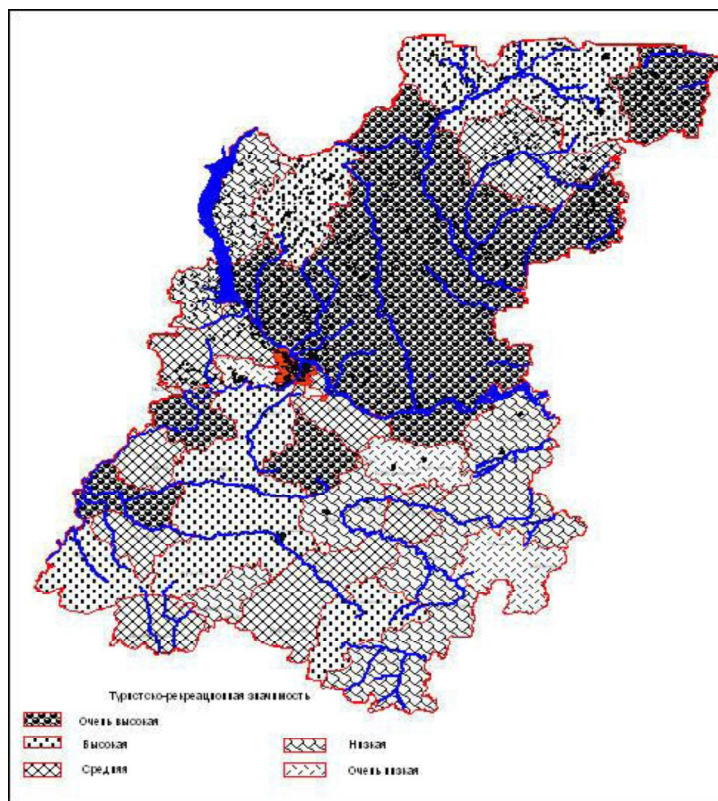 Туристско-рекреационная значимость
Очень высокая
Высокая
Средняя
Низкая
Очень низкая